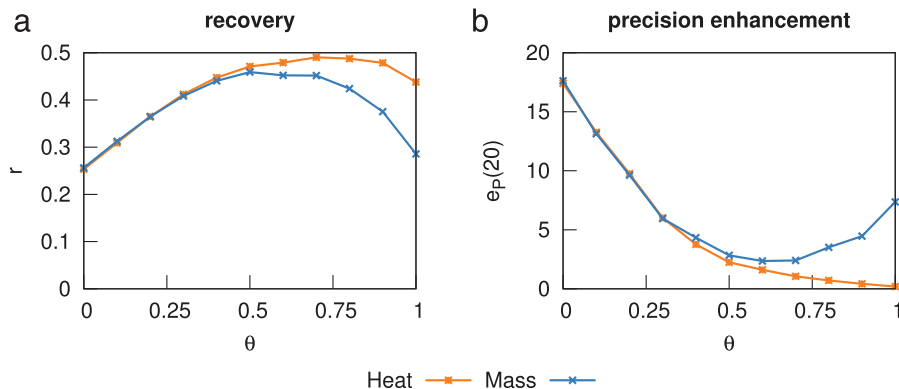 a
recovery
0.5
0.4
0.3
0.2
0.1
0
r
0 0.25 0.5 0.75 1
θ
b
precision enhancement
20
15
10
5
0
eP(20)
0 0.25 0.5 0.75 1
θ
Heat Mass